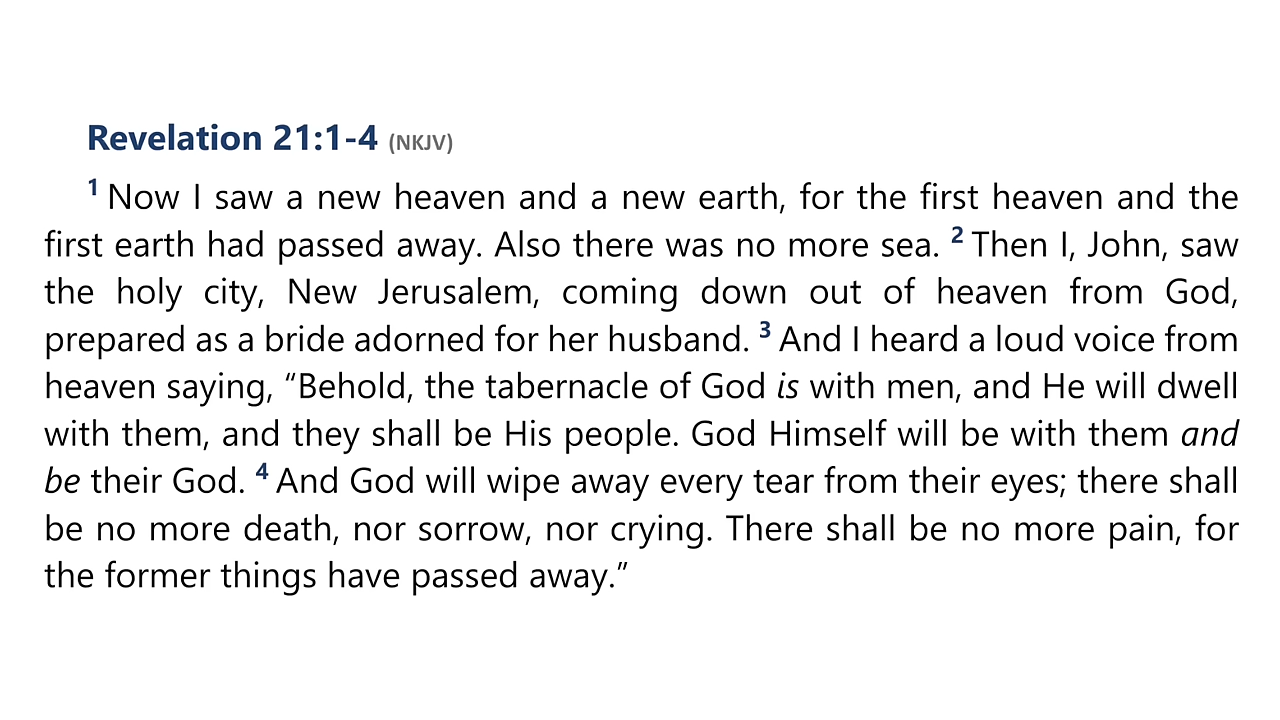 Revelation 21:1-4 (NKJV)
1 Now I saw a new heaven and a new earth, for the first heaven and the
first earth had passed away. Also there was no more sea. 2 Then I, John, saw
the holy city, New Jerusalem, coming down out of heaven from God,
prepared as a bride adorned for her husband. 3 And I heard a loud voice from
heaven saying, “Behold, the tabernacle of God is with men, and He will dwell
with them, and they shall be His people. God Himself will be with them and
be their God. 4 And God will wipe away every tear from their eyes; there shall
be no more death, nor sorrow, nor crying. There shall be no more pain, for
the former things have passed away.”